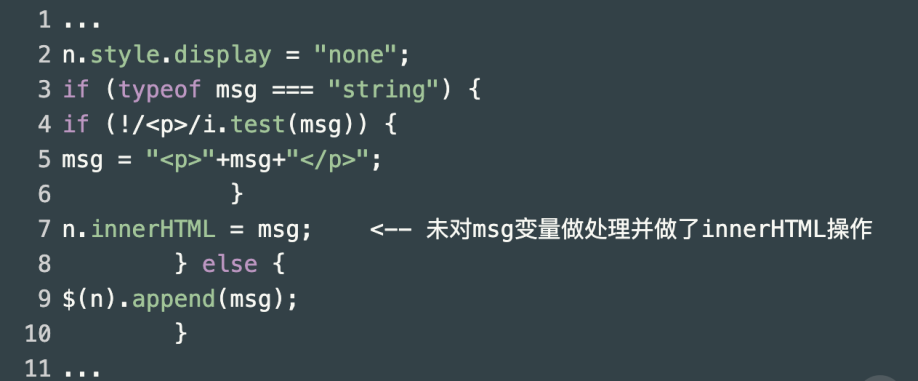 1 ...
2 n.style.display = "none";
3 if (typeof msg === "string") {
4 if (!/<p>/i.test(msg)) {
5 msg = "<p>"+msg+"</p>";
6             }
7 n.innerHTML = msg;    <-- 未对msg变量做处理并做了innerHTML操作
8         } else {
9 $(n).append(msg);
10         }
11 ...